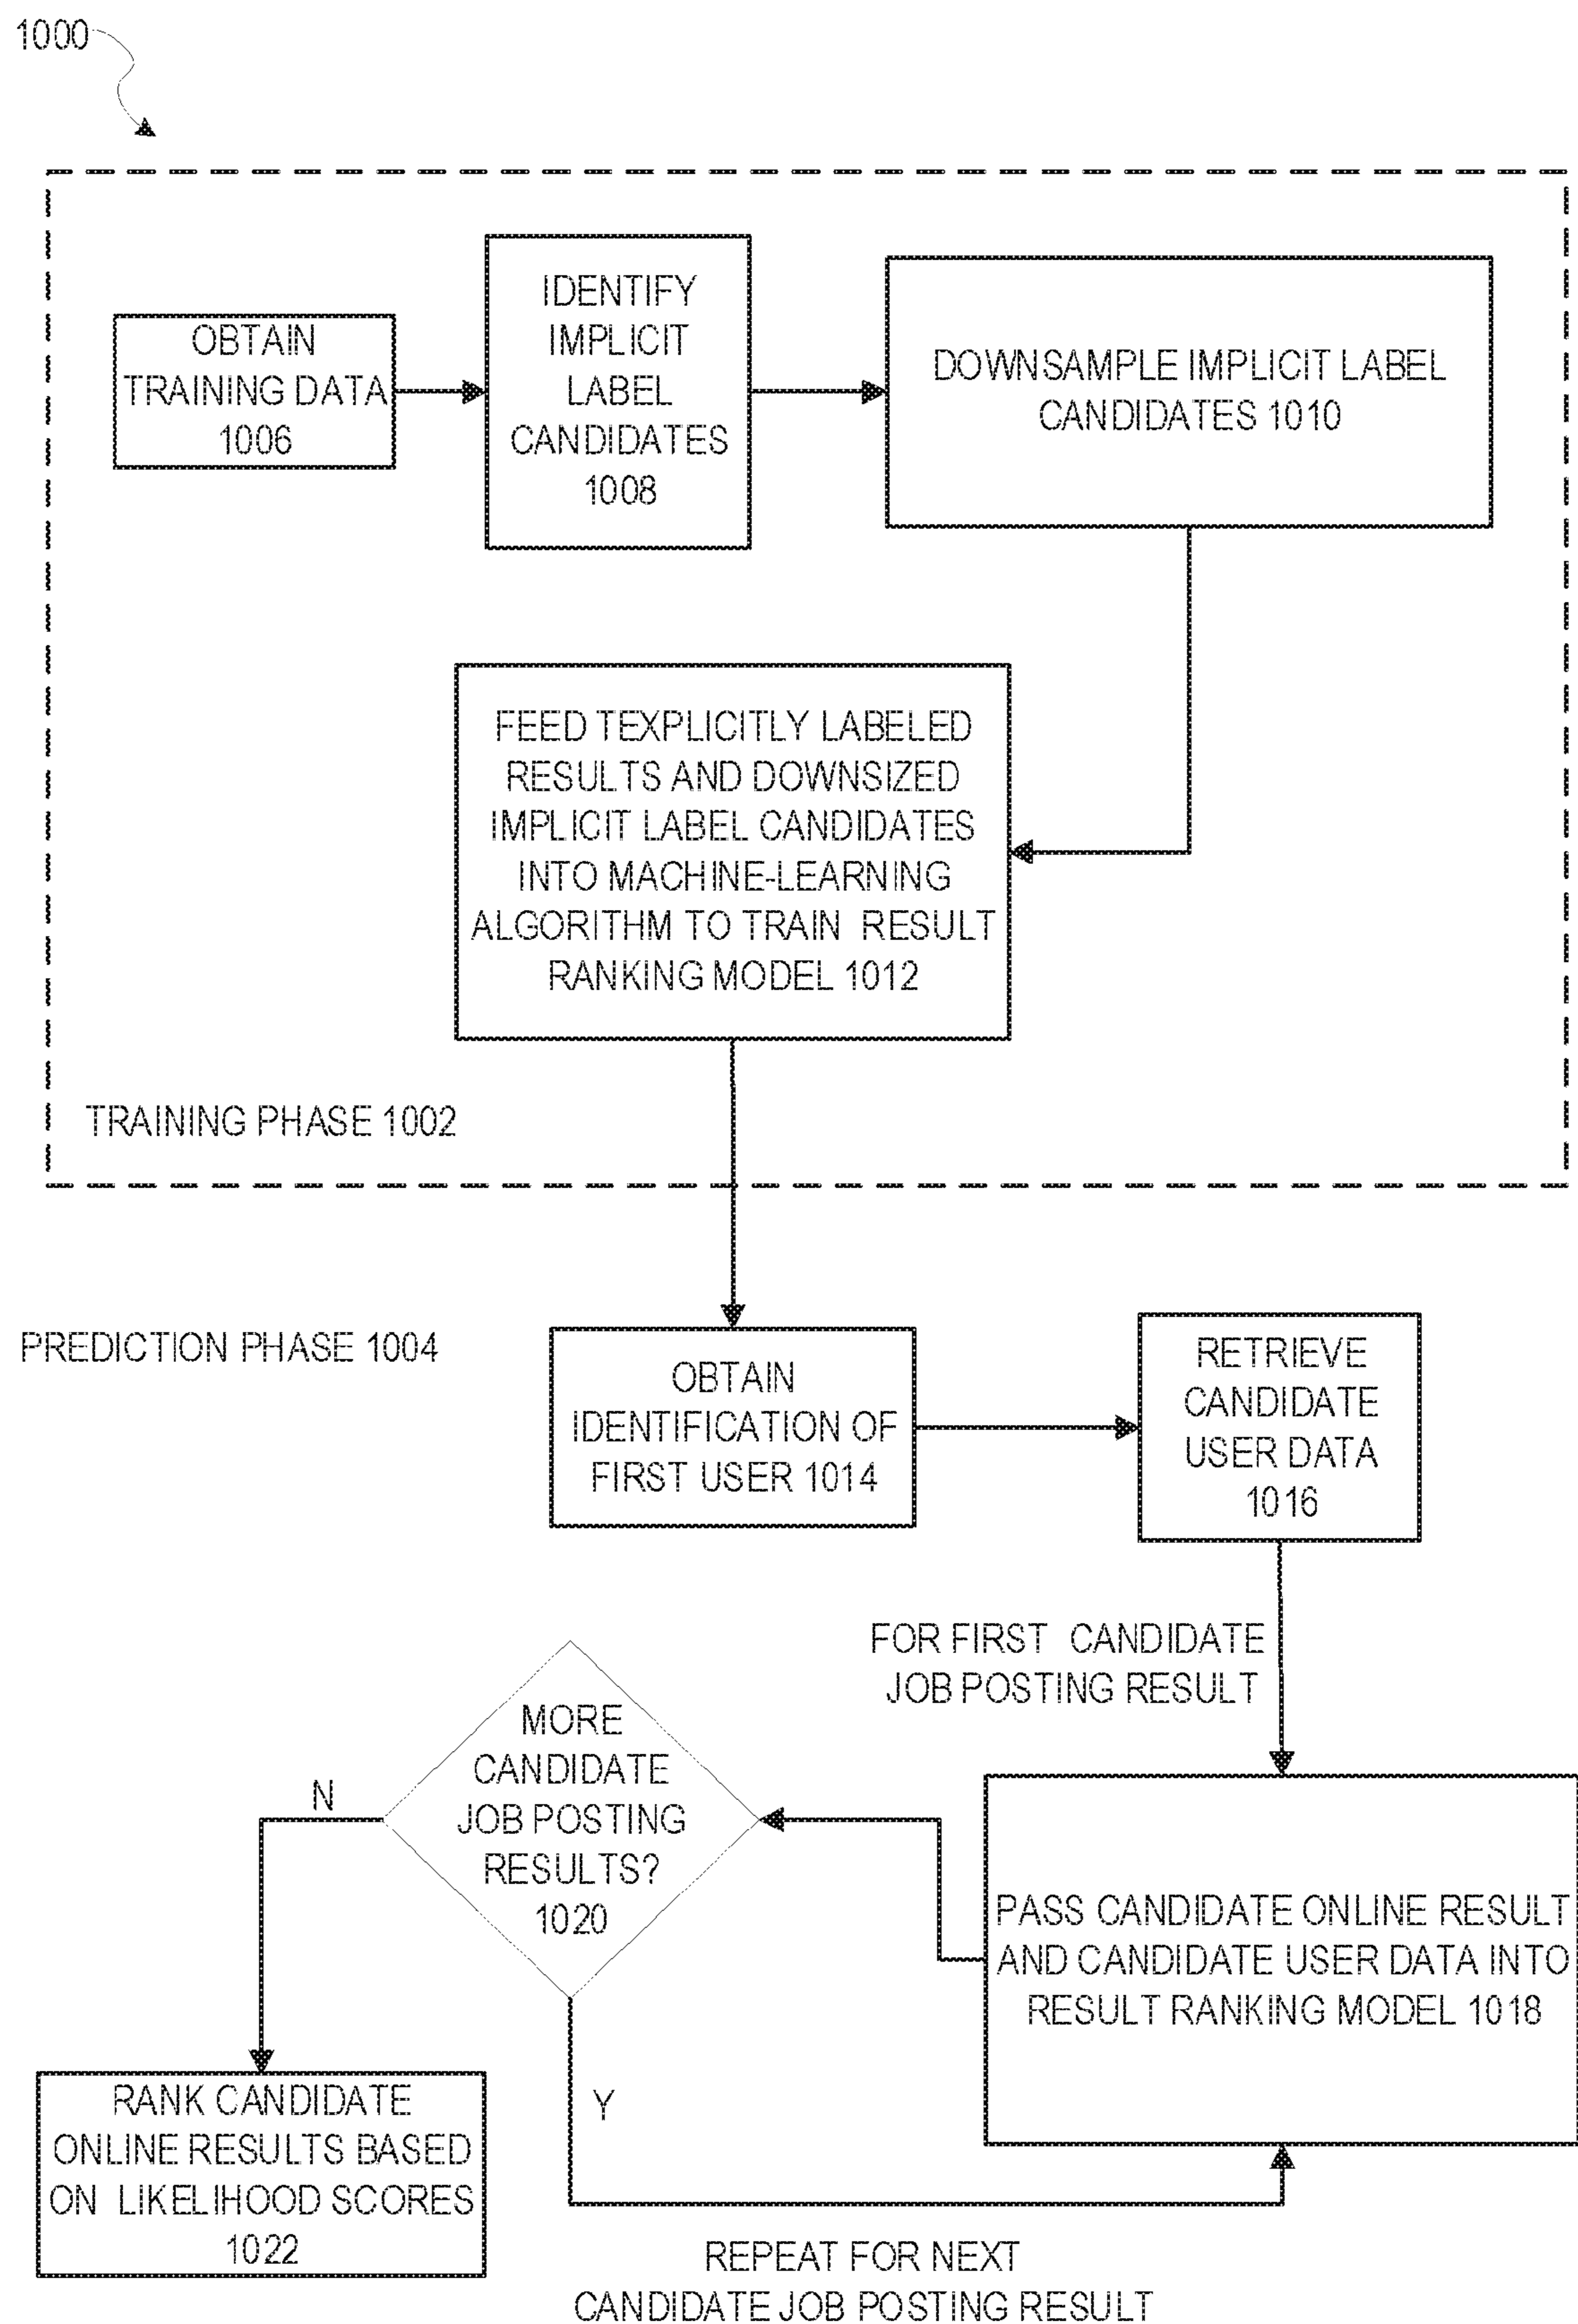 1000
OBTAIN
TRAINING DATA
1006
IDENTIFY
IMPLICIT
LABEL
CANDIDATES
1008
DOWNSAMPLE IMPLICIT LABEL
CANDIDATES 1010
FEED TEXPLICITLY LABELED
RESULTS AND DOWNSIZED
IMPLICIT LABEL CANDIDATES
INTO MACHINE-LEARNING
ALGORITHM TO TRAIN RESULT
RANKING MODEL 1012
TRAINING PHASE 1002
PREDICTION PHASE 1004
OBTAIN
IDENTIFICATION OF
FIRST USER 1014
RETRIEVE
CANDIDATE
USER DATA
1016
FOR FIRST CANDIDATE
JOB POSTING RESULT
PASS CANDIDATE ONLINE RESULT
AND CANDIDATE USER DATA INTO
RESULT RANKING MODEL 1018
MORE
CANDIDATE
JOB POSTING
RESULTS?
1020
N
Y
RANK CANDIDATE
ONLINE RESULTS BASED
ON LIKELIHOOD SCORES
1022
REPEAT FOR NEXT
CANDIDATE JOB POSTING RESULT